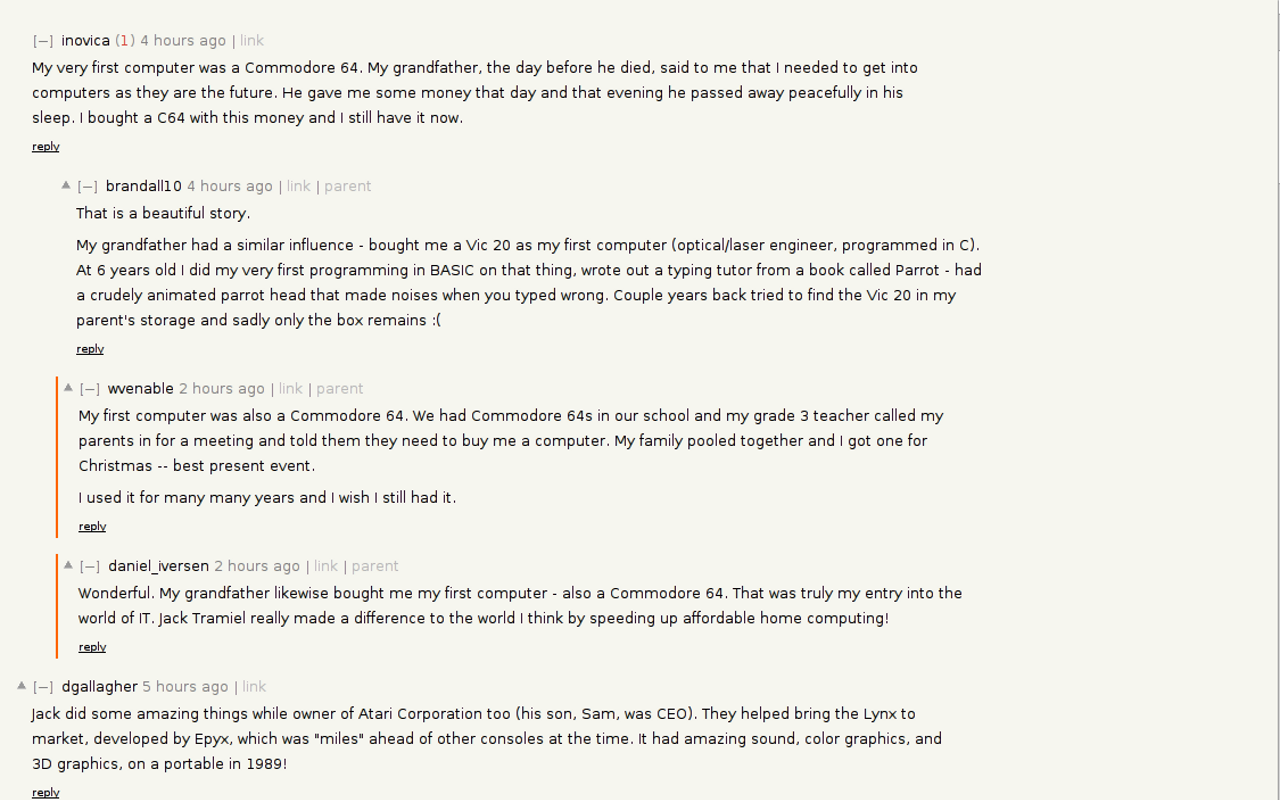 [–] inovica (1) 4 hours ago | link
My very first computer was a Commodore 64. My grandfather, the day before he died, said to me that I needed to get into
computers as they are the future. He gave me some money that day and that evening he passed away peacefully in his
sleep. I bought a C64 with this money and I still have it now.
reply
▲ [–] brandall10 4 hours ago | link | parent
That is a beautiful story.
My grandfather had a similar influence - bought me a Vic 20 as my first computer (optical/laser engineer, programmed in C).
At 6 years old I did my very first programming in BASIC on that thing, wrote out a typing tutor from a book called Parrot - had
a crudely animated parrot head that made noises when you typed wrong. Couple years back tried to find the Vic 20 in my
parent's storage and sadly only the box remains :(
reply
▲ [–] wvenable 2 hours ago | link | parent
My first computer was also a Commodore 64. We had Commodore 64s in our school and my grade 3 teacher called my
parents in for a meeting and told them they need to buy me a computer. My family pooled together and I got one for
Christmas -- best present event.
I used it for many many years and I wish I still had it.
reply
▲ [–] daniel_iversen 2 hours ago | link | parent
Wonderful. My grandfather likewise bought me my first computer - also a Commodore 64. That was truly my entry into the
world of IT. Jack Tramiel really made a difference to the world I think by speeding up affordable home computing!
reply
▲ [–] dgallagher 5 hours ago | link
Jack did some amazing things while owner of Atari Corporation too (his son, Sam, was CEO). They helped bring the Lynx to
market, developed by Epyx, which was "miles" ahead of other consoles at the time. It had amazing sound, color graphics, and
3D graphics, on a portable in 1989!
reply